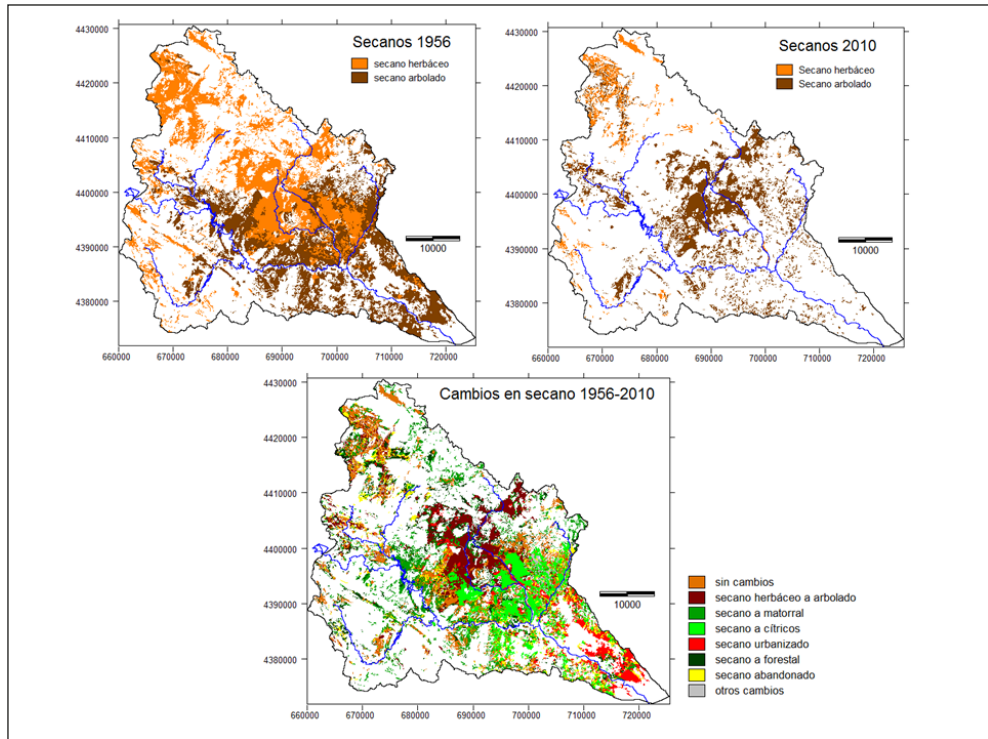 Secanos 1956
secano herbáceo
secano arbolado
4430000
4420000
4410000
4400000
4390000
4380000
10000
660000 670000 680000 690000 700000 710000 720000
Secanos 2010
Secano herbáceo
Secano arbolado
4430000
4420000
4410000
4400000
4390000
4380000
10000
660000 670000 680000 690000 700000 710000 720000
Cambios en secano 1956-2010
4430000
4420000
4410000
4400000
4390000
4380000
10000
660000 670000 680000 690000 700000 710000 720000
sin cambios
secano herbáceo a arbolado
secano a matorral
secano a cítricos
secano urbanizado
secano a forestal
secano abandonado
otros cambios